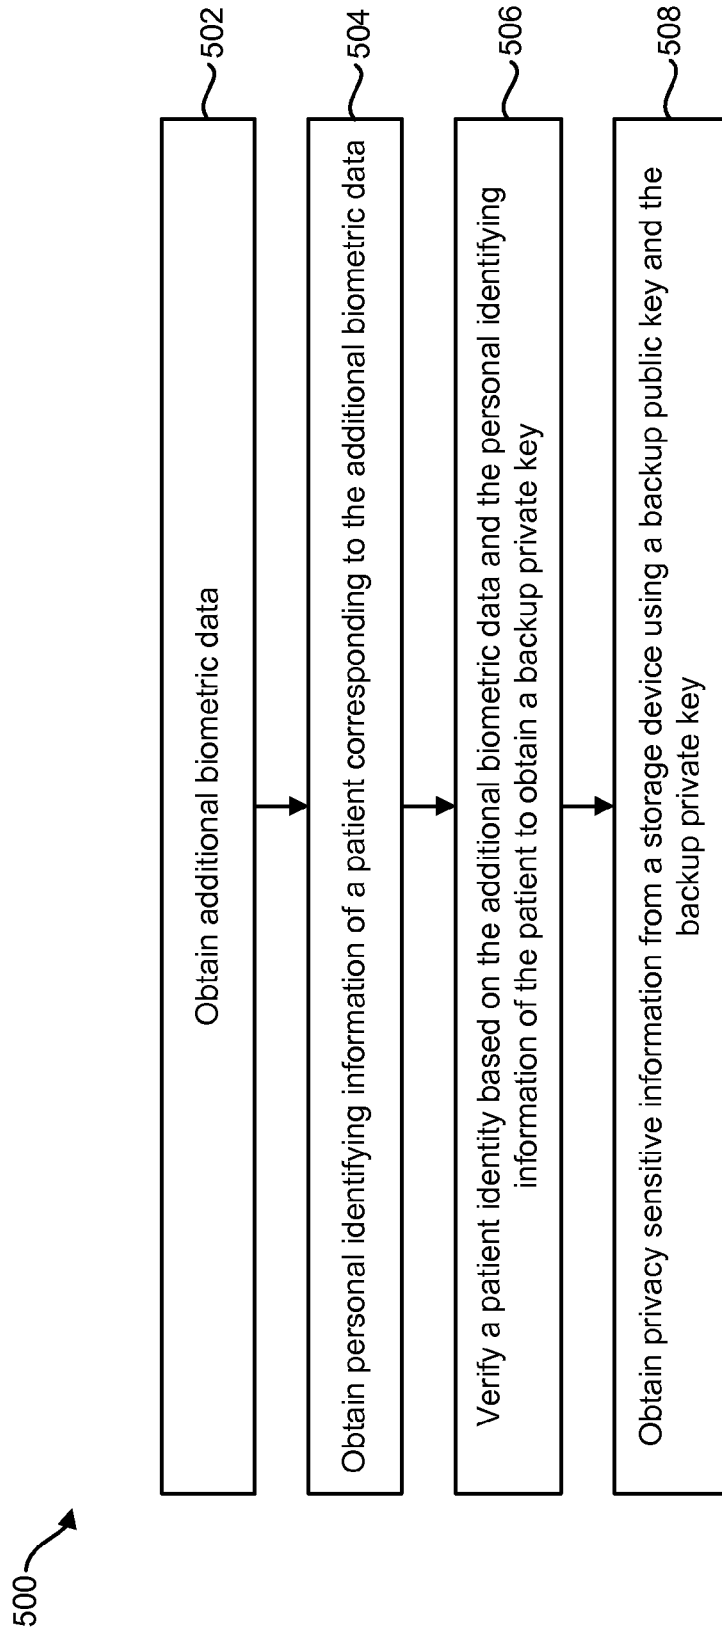 500
Obtain additional biometric data
502
Obtain personal identifying information of a patient corresponding to the additional biometric data
504
Verify a patient identity based on the additional biometric data and the personal identifying
information of the patient to obtain a backup private key
506
Obtain privacy sensitive information from a storage device using a backup public key and the
backup private key
508